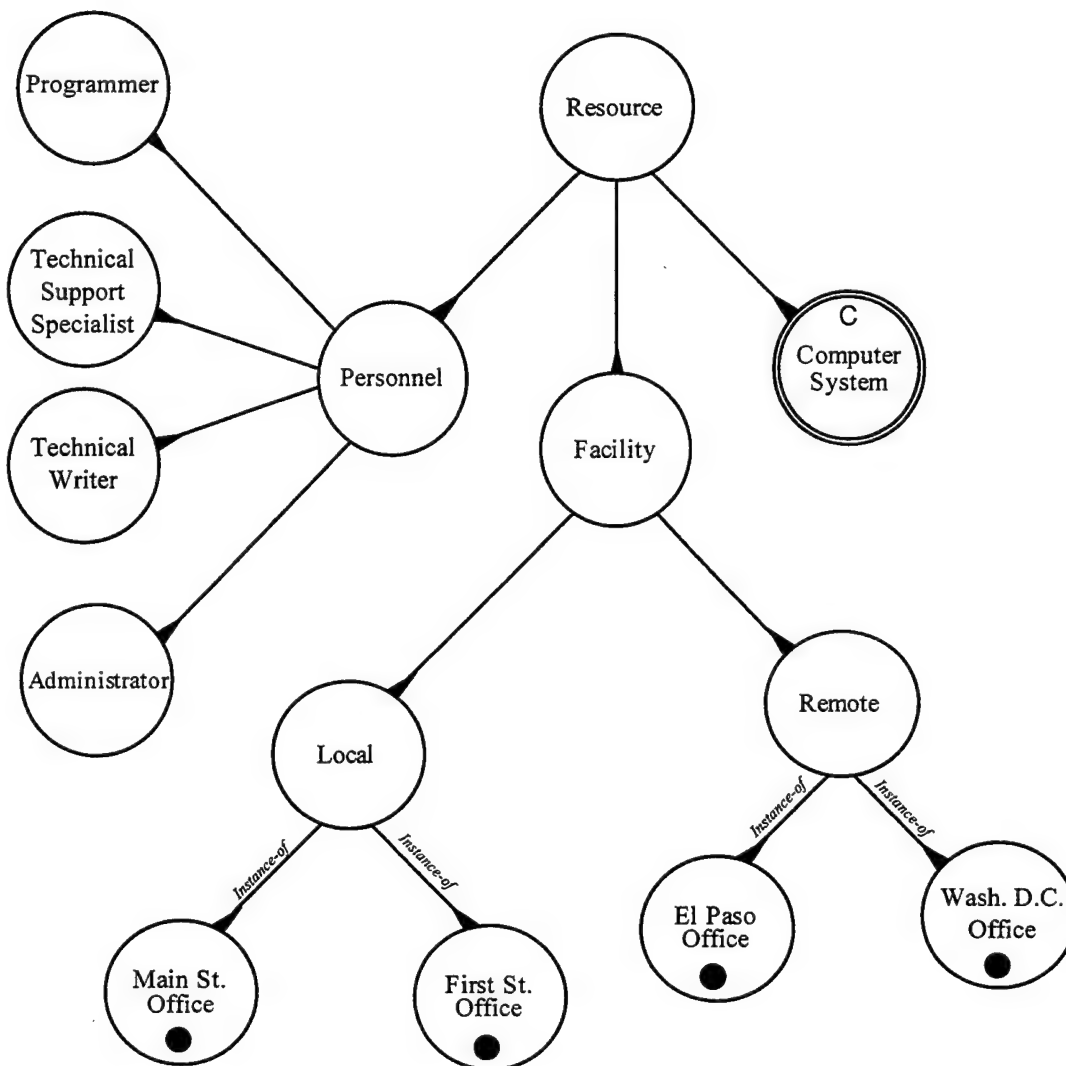 Programmer
Resource
Technical
Support
Specialist
C
Computer
System
Personnel
Technical
Writer
Facility
Administrator
Local
Remote
Instance-of
Instance-of
Instance-of
Instance-of
Main St.
Office
First St.
Office
El Paso
Office
Wash. D.C.
Office